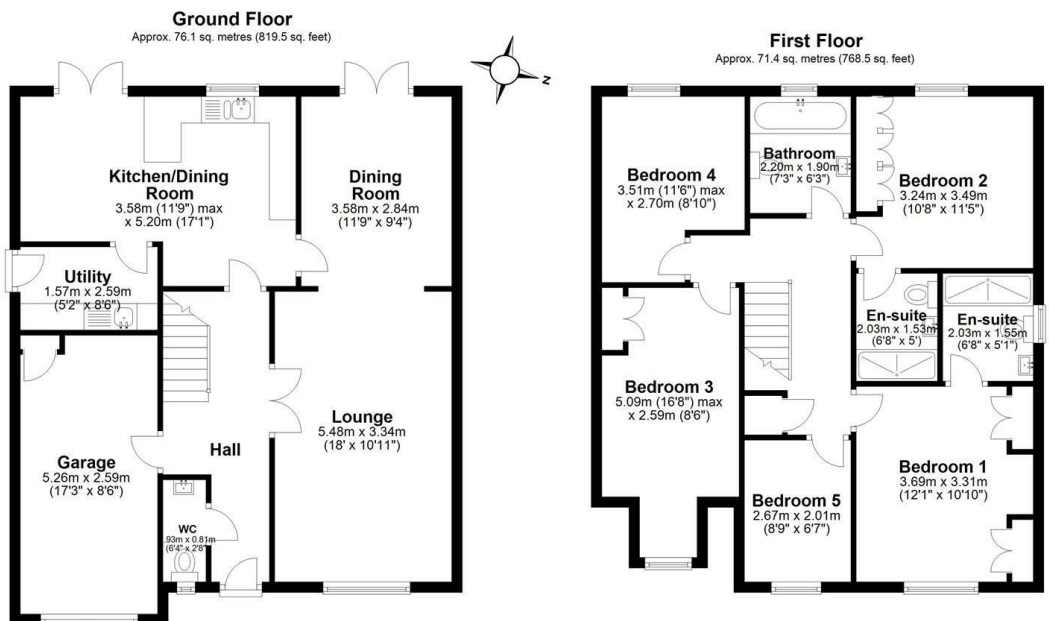 Ground Floor
Approx. 76.1 sq. metres (819.5 sq. feet)
N
Kitchen/Dining
Room
3.58m (11'9") max
x 5.20m (17'1")
Dining
Room
3.58m x 2.84m
(11'9" x 9'4")
Utility
1.57m x 2.59m
(5'2" x 8'6")
Lounge
5.48m x 3.34m
(18' x 10'11")
Hall
Garage
5.26m x 2.59m
(17'3" x 8'6")
WC
.93m x 0.81m
(6'4" x 2'8")
First Floor
Approx. 71.4 sq. metres (768.5 sq. feet)
Bedroom 4
3.51m (11'6") max
x 2.70m (8'10")
Bathroom
2.20m x 1.90m
(7'3" x 6'3")
Bedroom 2
3.24m x 3.49m
(10'8" x 11'5")
En-suite
2.03m x 1.53m
(6'8" x 5')
En-suite
2.03m x 1.55m
(6'8" x 5'1")
Bedroom 3
5.09m (16'8") max
x 2.59m (8'6")
Bedroom 1
3.69m x 3.31m
(12'1" x 10'10")
Bedroom 5
2.67m x 2.01m
(8'9" x 6'7")